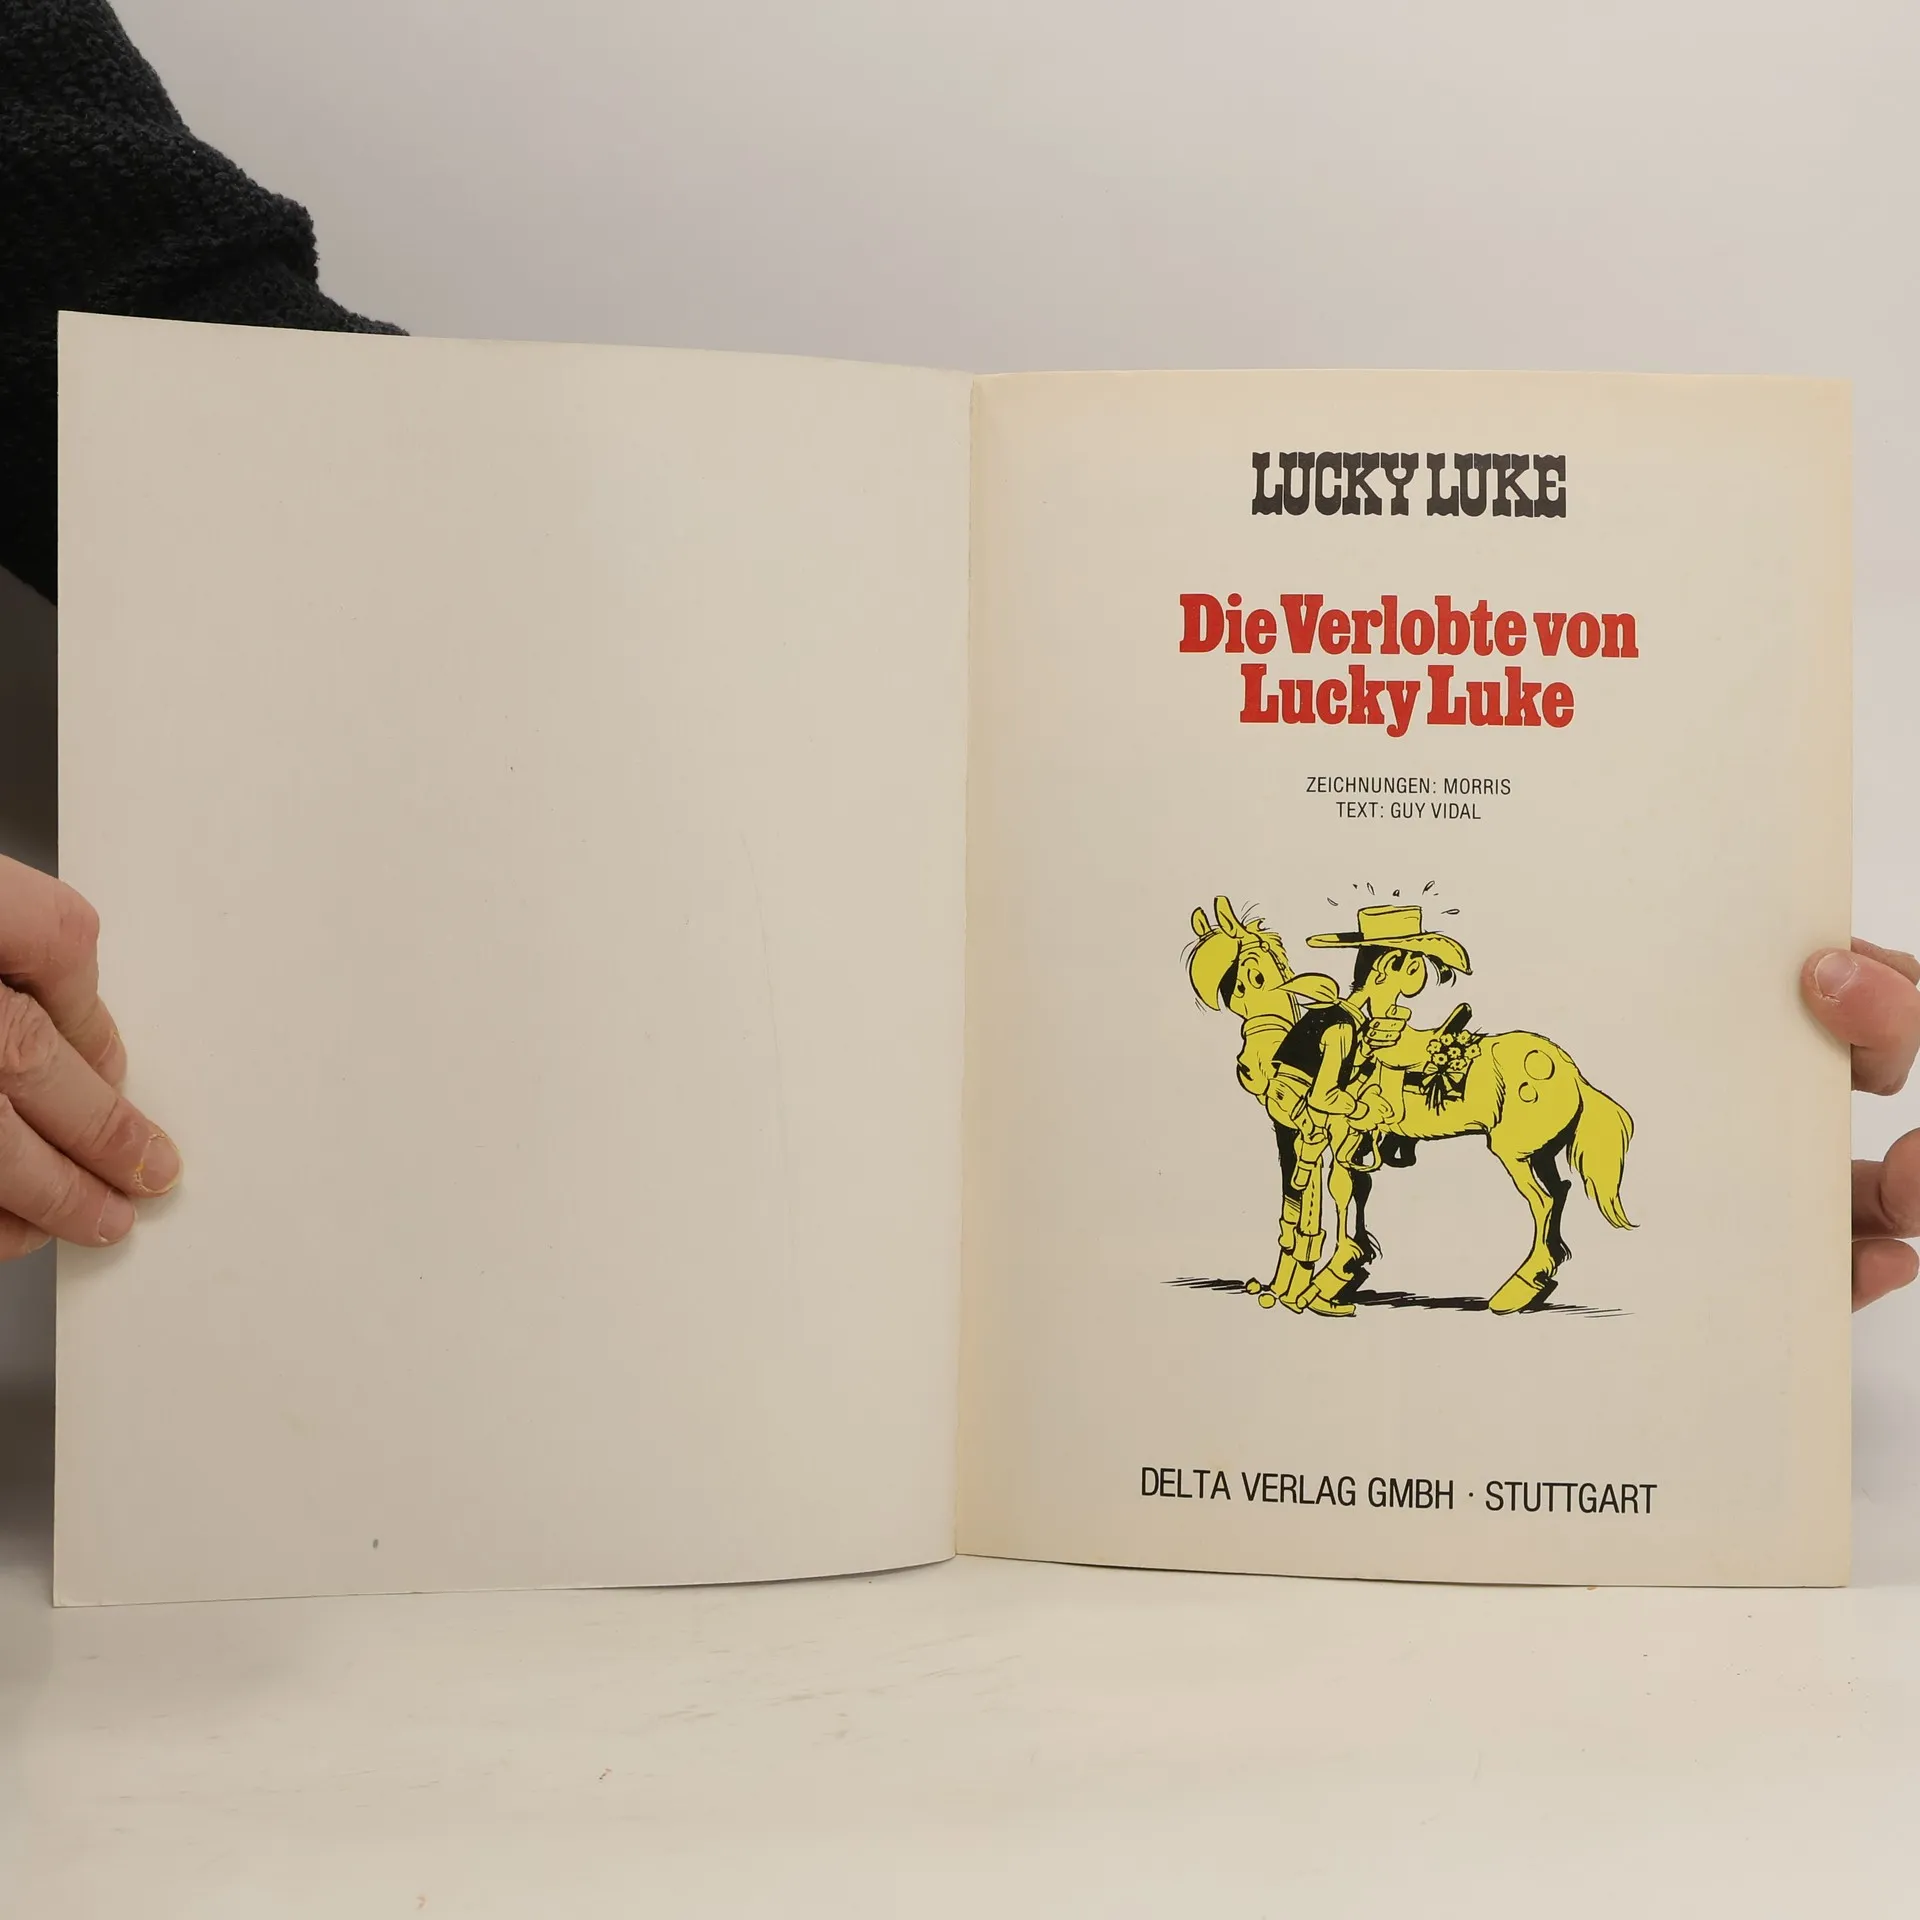 LUCKY LUKE
Die Verlobte von
Lucky Luke
ZEICHNUNGEN: MORRIS
TEXT: GUY VIDAL
DELTA VERLAG GMBH · STUTTGART